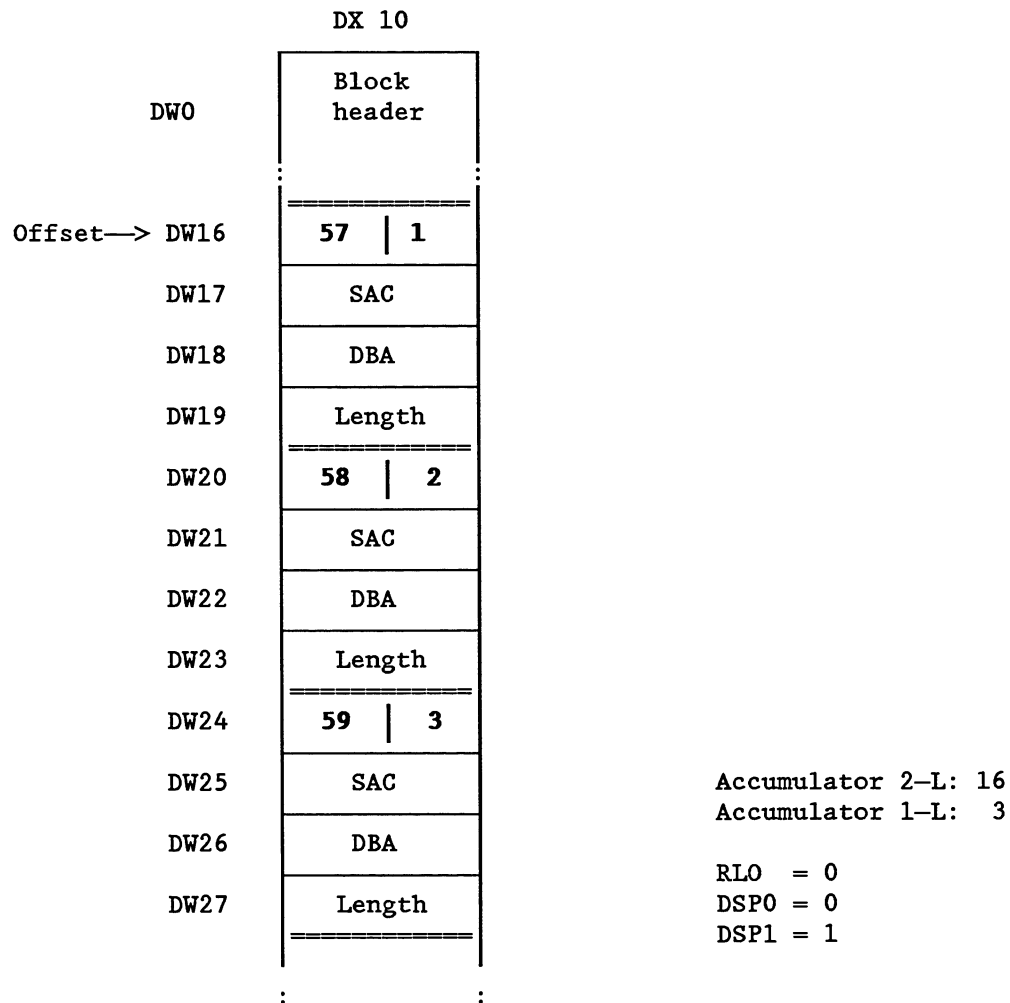 DX 10
Block
DW0 header
:
Offset—> DW16 57 | 1
DW17 SAC
DW18 DBA
DW19 Length
DW20 58 | 2
DW21 SAC
DW22 DBA
DW23 Length
DW24 59 | 3
DW25 SAC
DW26 DBA
DW27 Length
Accumulator 2—L: 16
Accumulator 1—L: 3
RLO = 0
DSP0 = 0
DSP1 = 1